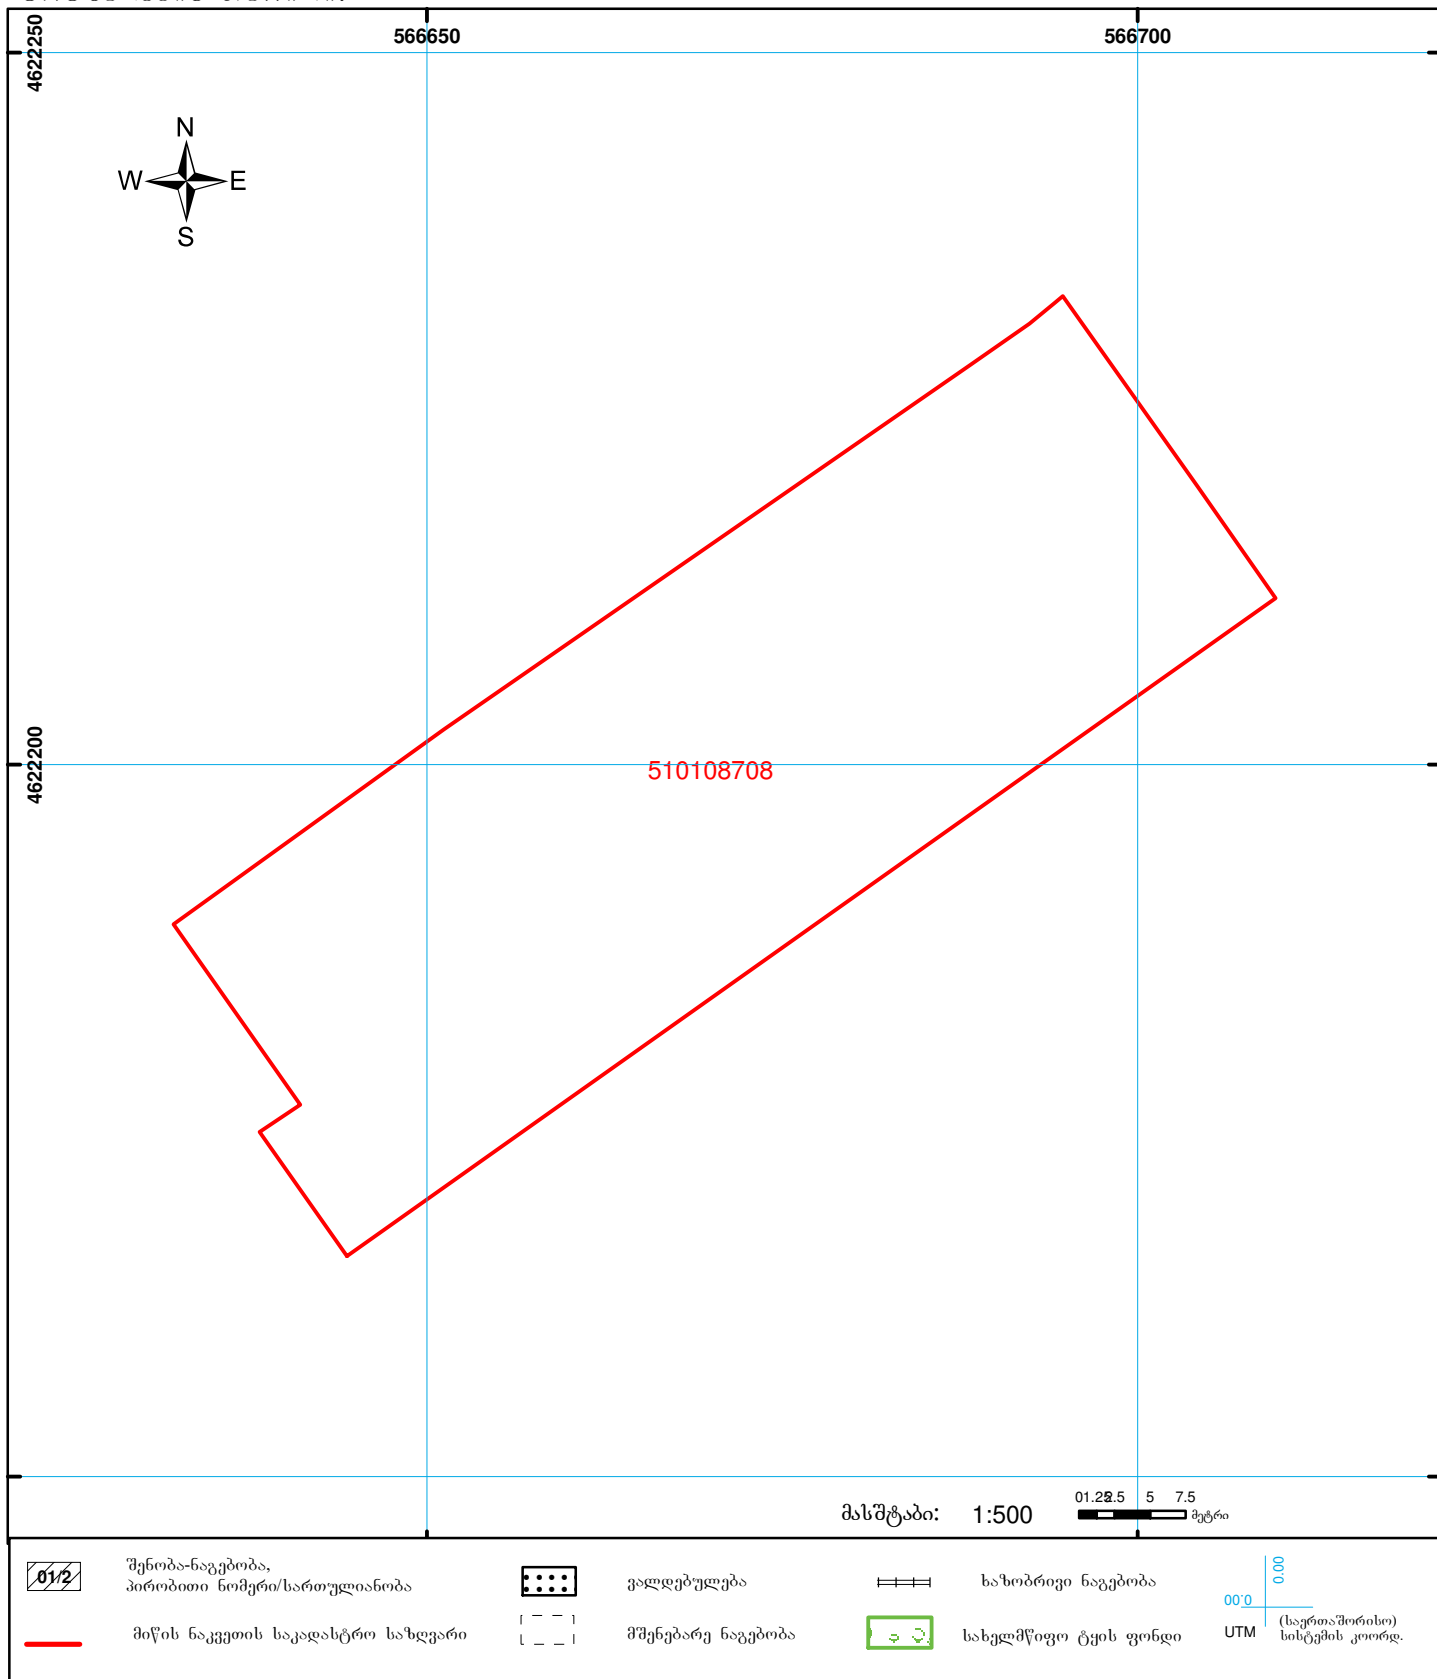 566650
566700
4622250
N
W E
S
4622200
510108708
მასშტაბი: 1:500
01.25 2.5 5 7.5
მეტრი
01/2
შენობა-ნაგებობა,
პირობითი ნომერი/სართულიანობა
ვალდებულება
ხაზობრივი ნაგებობა
მიწის ნაკვეთის საკადასტრო საზღვარი
მშენებარე ნაგებობა
სახელმწიფო ტყის ფონდი
00'0
00'0
UTM
(საერთაშორისო)
სისტემის კოორდ.